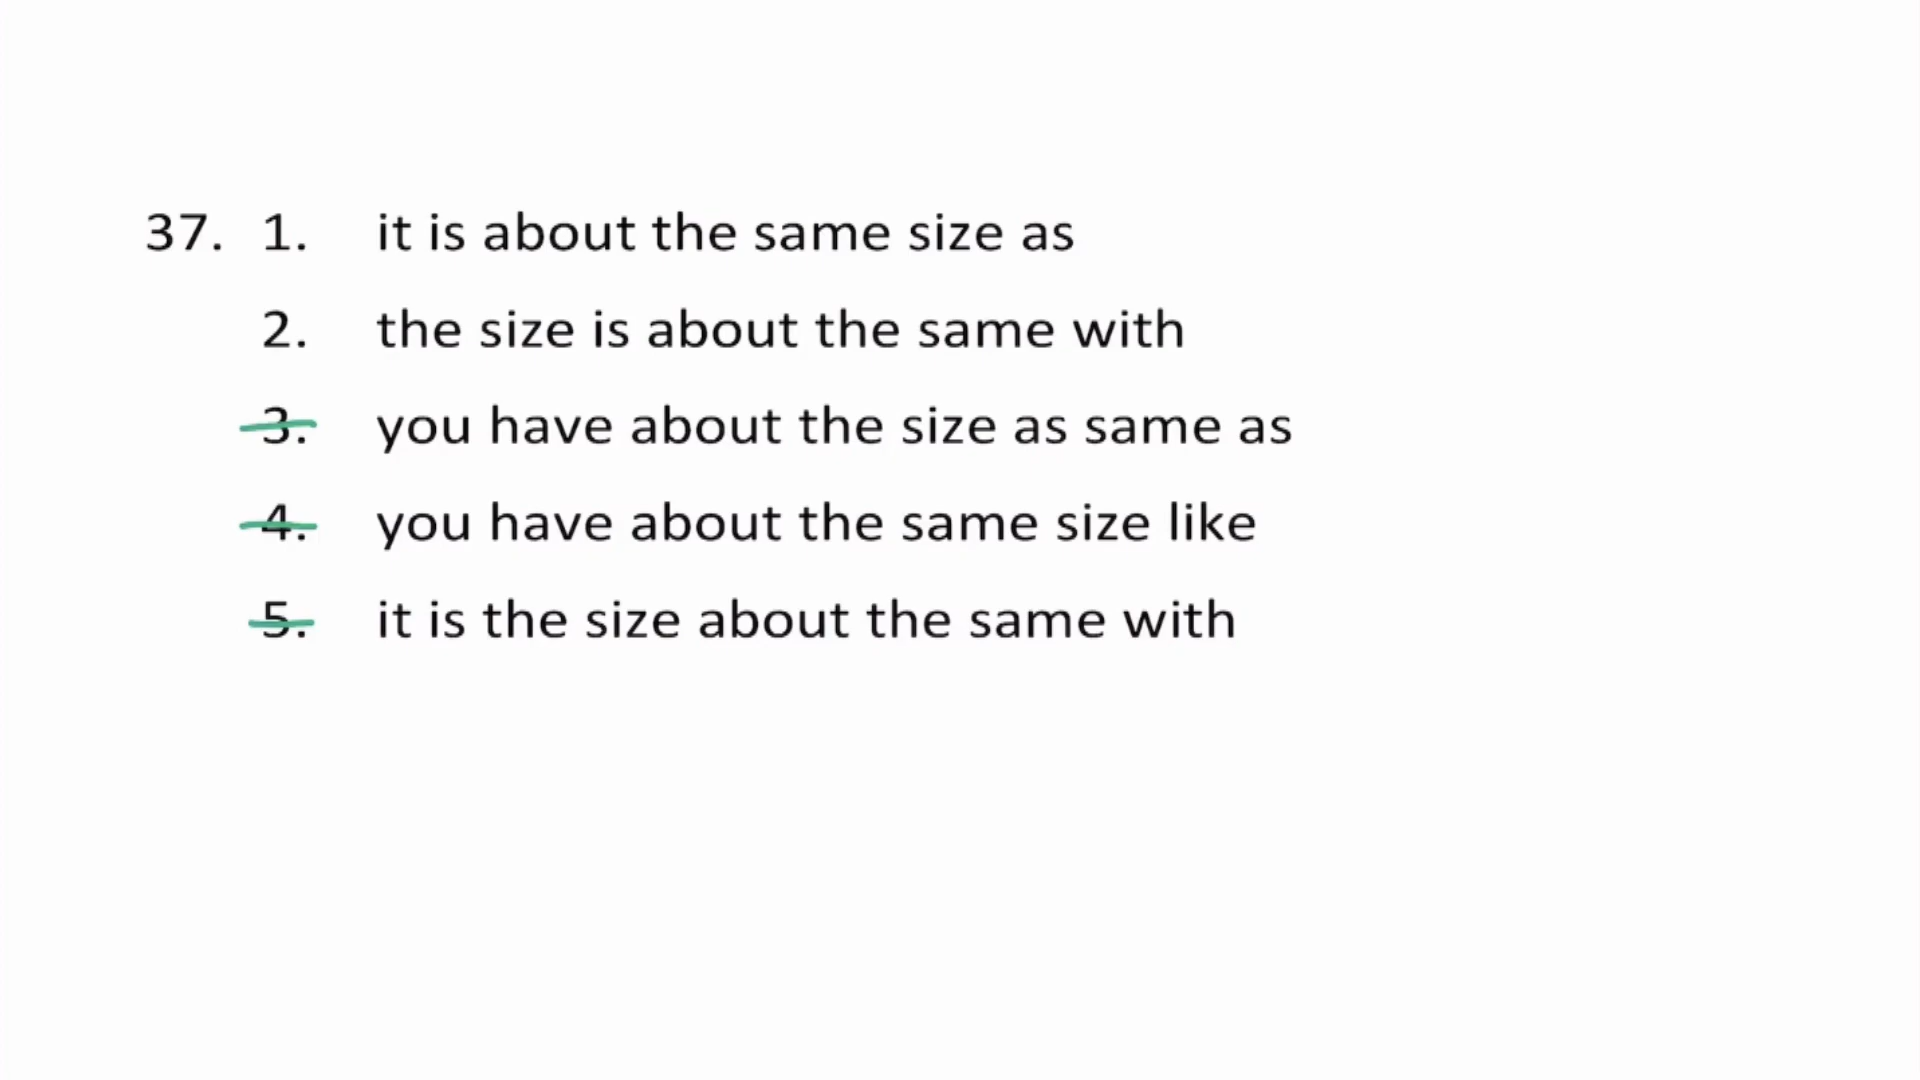 37. 1. it is about the same size as
2. the size is about the same with
3. you have about the size as same as
4. you have about the same size like
5. it is the size about the same with